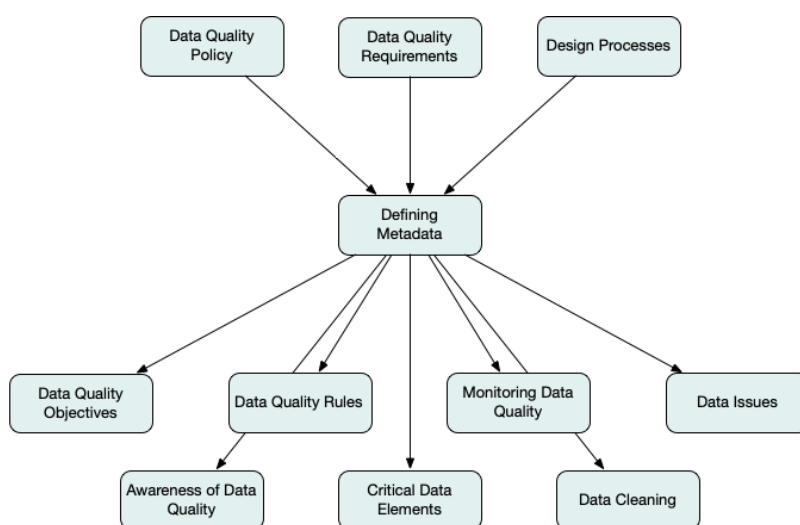 Data Quality
Policy
Data Quality
Requirements
Design Processes
Defining
Metadata
Data Quality
Objectives
Data Quality Rules
Monitoring Data
Quality
Data Issues
Awareness of Data
Quality
Critical Data
Elements
Data Cleaning